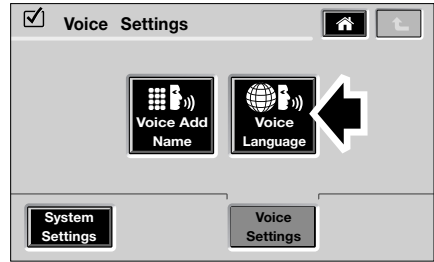 Voice Settings
Voice Add
Name
Voice
Language
System
Settings
Voice
Settings